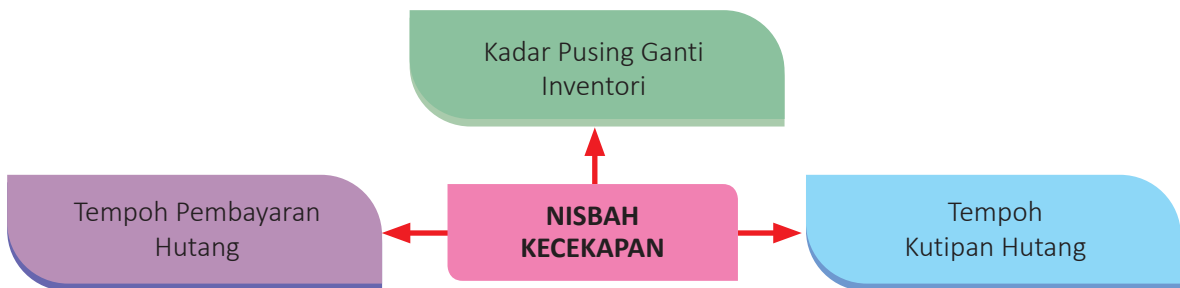 Kadar Pusing Ganti
Inventori
Tempoh Pembayaran
Hutang
NISBAH
KECEKAPAN
Tempoh
Kutipan Hutang